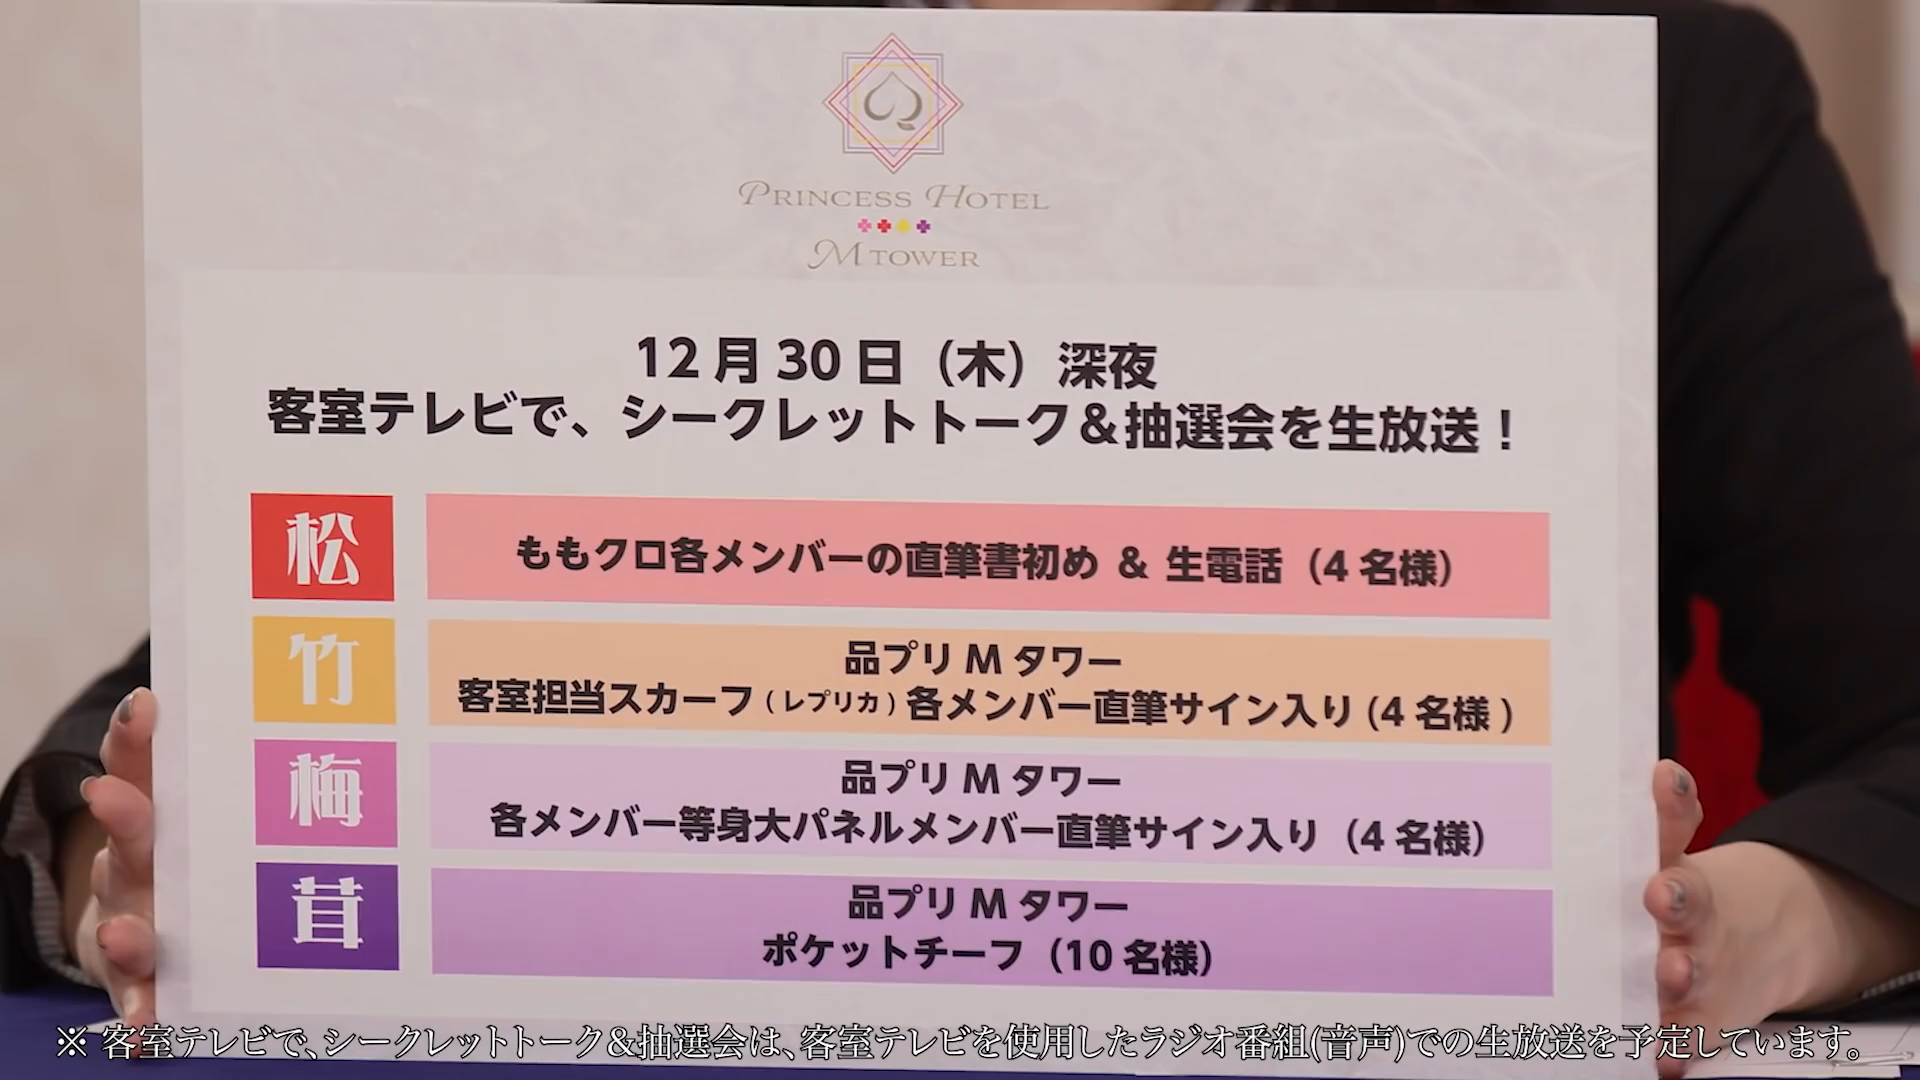 PRINCESS HOTEL
M TOWER
12月30日（木）深夜
客室テレビで、シークレットトーク＆抽選会を生放送！
松
ももクロ各メンバーの直筆書初め ＆ 生電話（4名様）
竹
品プリMタワー
客室担当スカーフ（レプリカ）各メンバー直筆サイン入り(4名様)
梅
品プリMタワー
各メンバー等身大パネルメンバー直筆サイン入り（4名様）
茸
品プリMタワー
ポケットチーフ（10名様）
※ 客室テレビで、シークレットトーク＆抽選会は、客室テレビを使用したラジオ番組(音声)での生放送を予定しています。